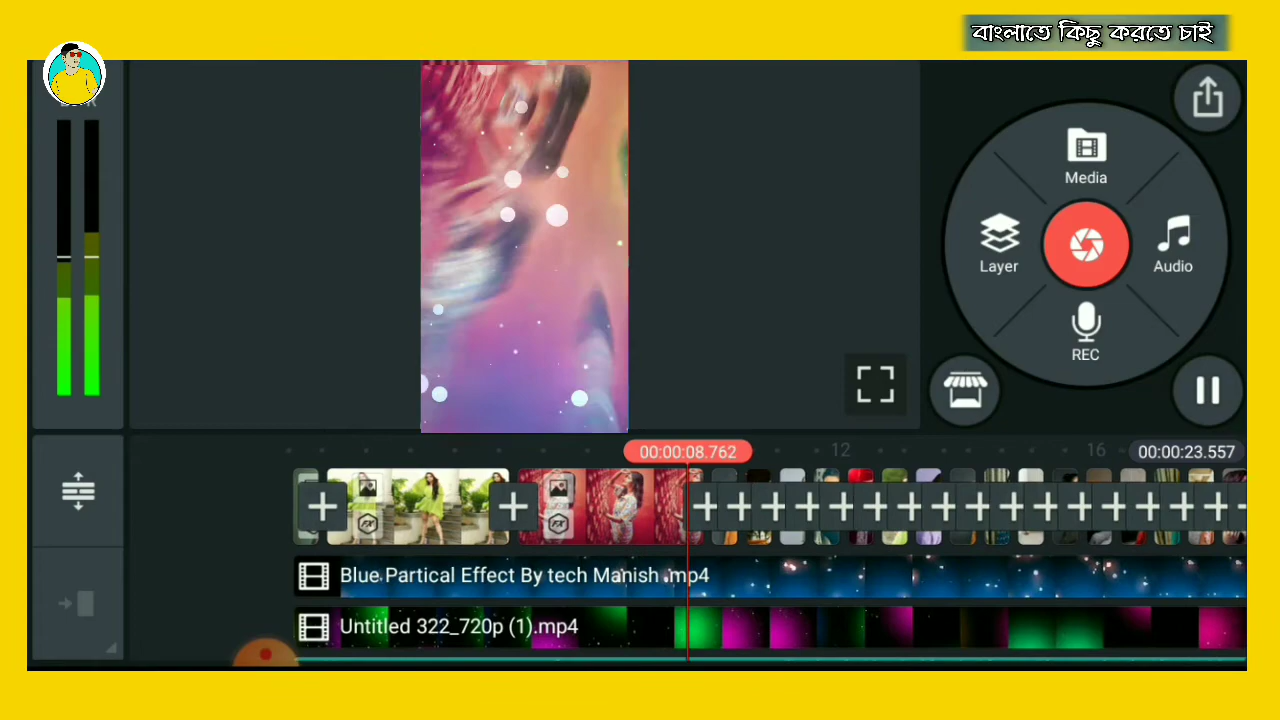 বাংলাতে কিছু করতে চাই
Media
Layer
Audio
REC
00:00:08.762
12
16
00:00:23.557
Blue Partical Effect By tech Manish .mp4
Untitled 322_720p (1).mp4